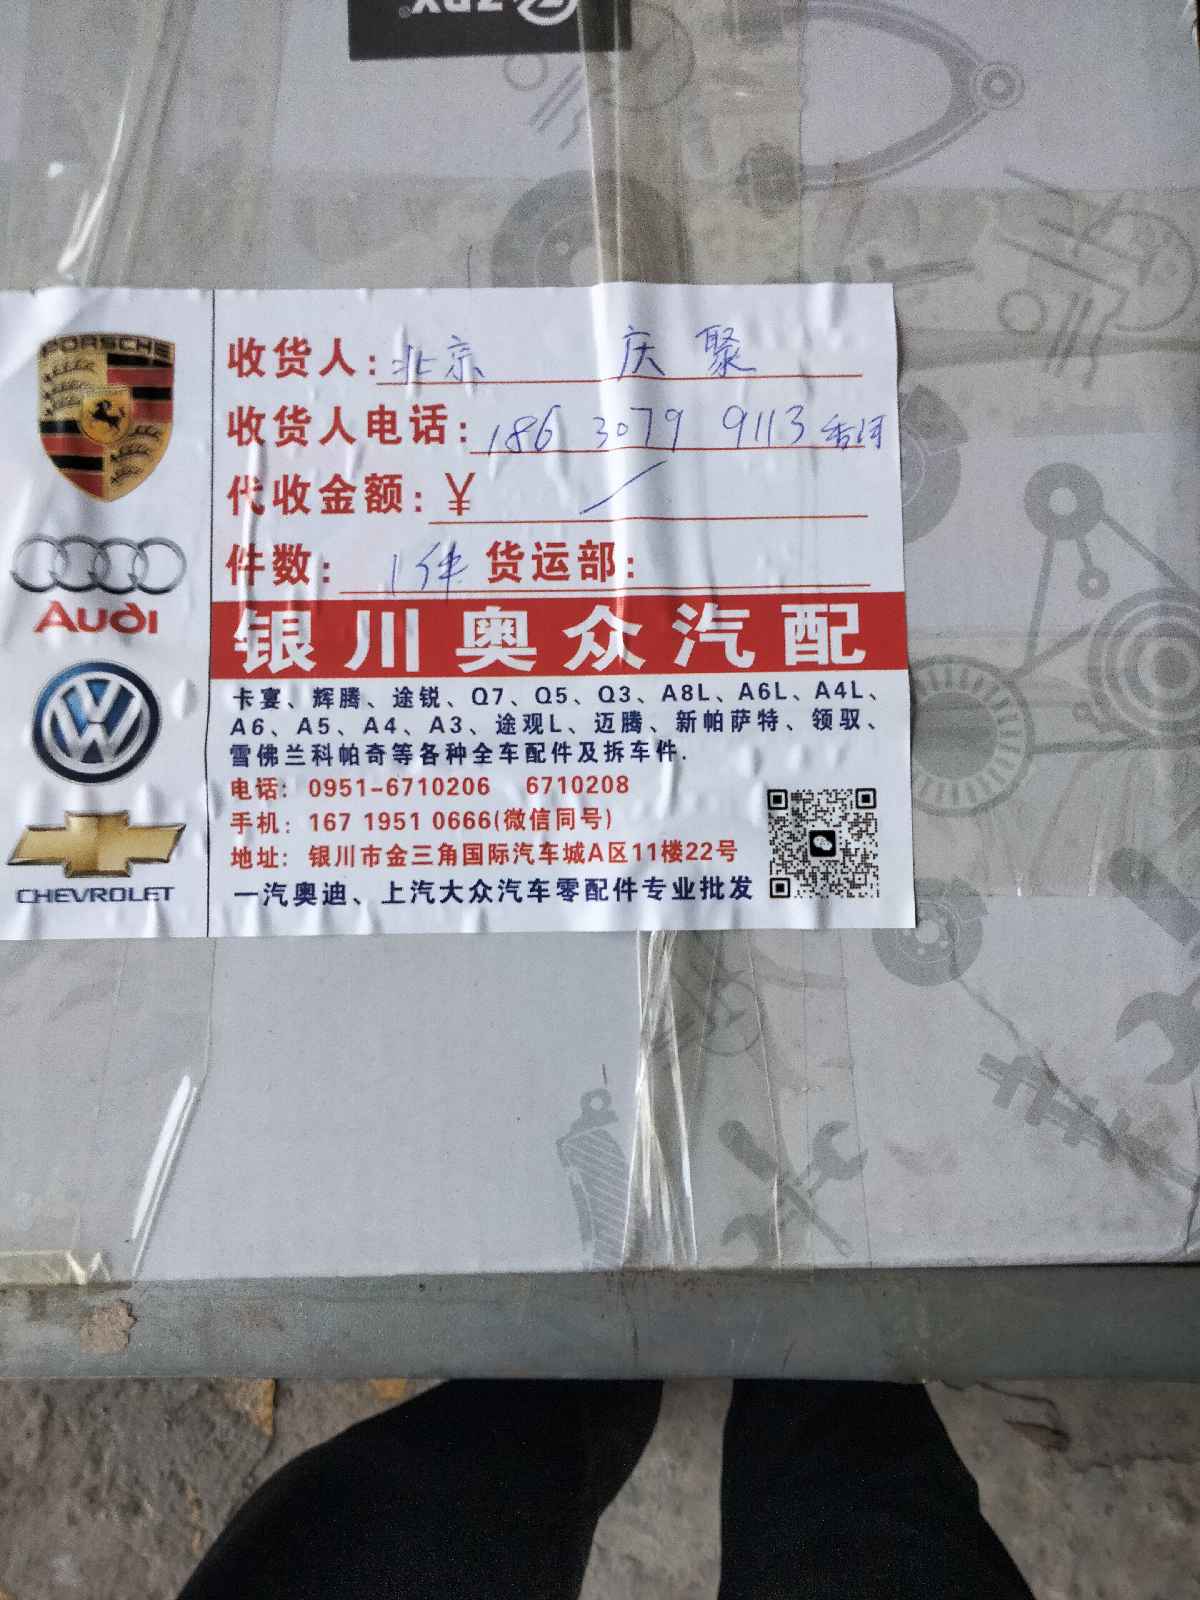 ZDX®
PORSCHE
Audi
CHEVROLET
收货人:北京 庆聚
收货人电话:186 3079 9113 香河
代收金额:¥ /
件数:1件 货运部:
银川奥众汽配
卡宴、辉腾、途锐、Q7、Q5、Q3、A8L、A6L、A4L、
A6、A5、A4、A3、途观L、迈腾、新帕萨特、领驭、
雪佛兰科帕奇等各种全车配件及拆车件.
电话: 0951-6710206 6710208
手机: 167 1951 0666(微信同号)
地址: 银川市金三角国际汽车城A区11楼22号
一汽奥迪、上汽大众汽车零配件专业批发